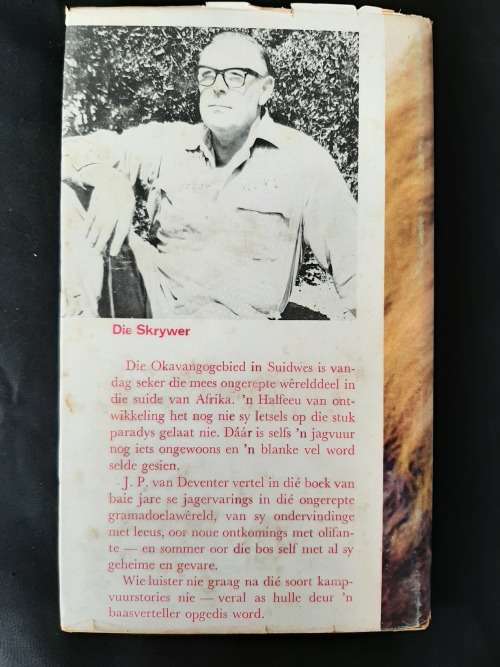 Die Skrywer
Die Okavangogebied in Suidwes is van-
dag seker die mees ongerepte wêrelddeel in
die suide van Afrika. 'n Halfeeu van ont-
wikkeling het nog nie sy letsels op die stuk
paradys gelaat nie. Dáár is selfs 'n jagvuur
nog iets ongewoons en 'n blanke vel word
selde gesien.
J. P. van Deventer vertel in dié boek van
baie jare se jagervarings in dié ongerepte
gramadoelawêreld, van sy ondervindinge
met leeus, oor noue ontkomings met olifan-
te — en sommer oor die bos self met al sy
geheime en gevare.
Wie luister nie graag na dié soort kamp-
vuurstories nie — veral as hulle deur 'n
baasverteller opgedis word.